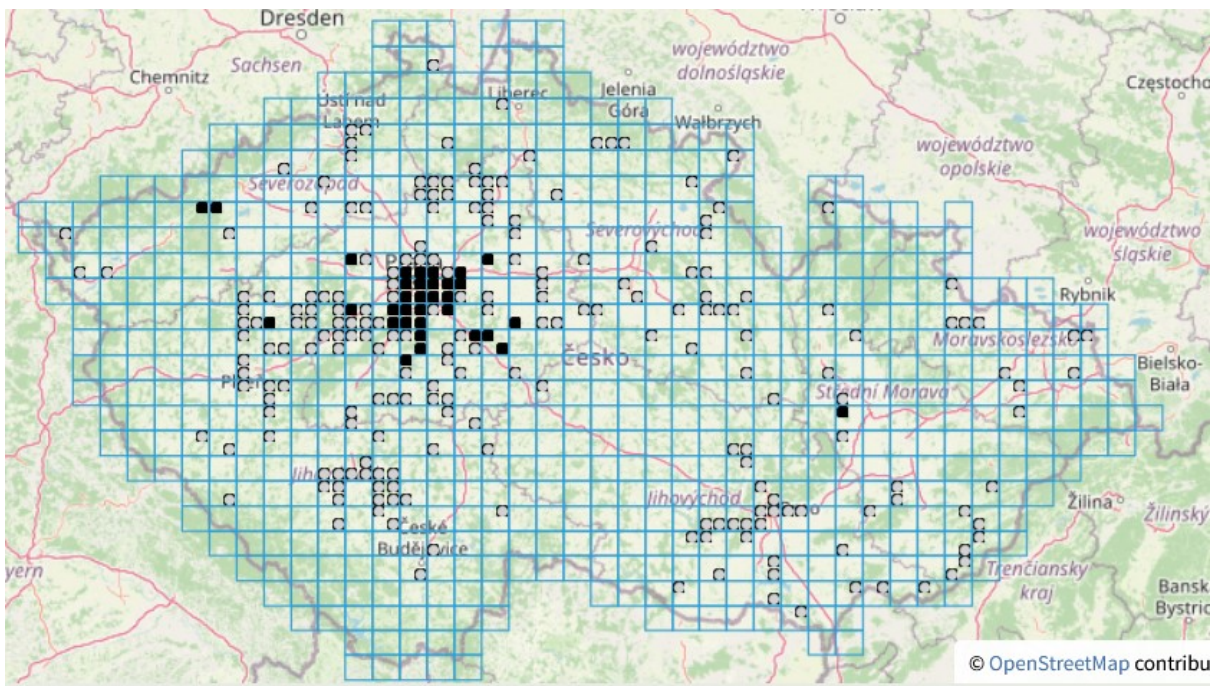 Dresden
województwo
dolnośląskie
Sachsen
Chemnitz
Częstocho
Jelenia
Góra
Liberec
Ústí nad
Labem
Wałbrzych
województwo
opolskie
Severozápad
Severovýchod
województwo
śląskie
Rybnik
Moravskoslezsko
Česko
Bielsko-
Biała
Střední Morava
Jihovýchod
Žilina
Žilinský
České
Budějovice
yern
Trenčiansky
kraj
Bansk
Bystric
© OpenStreetMap contribu